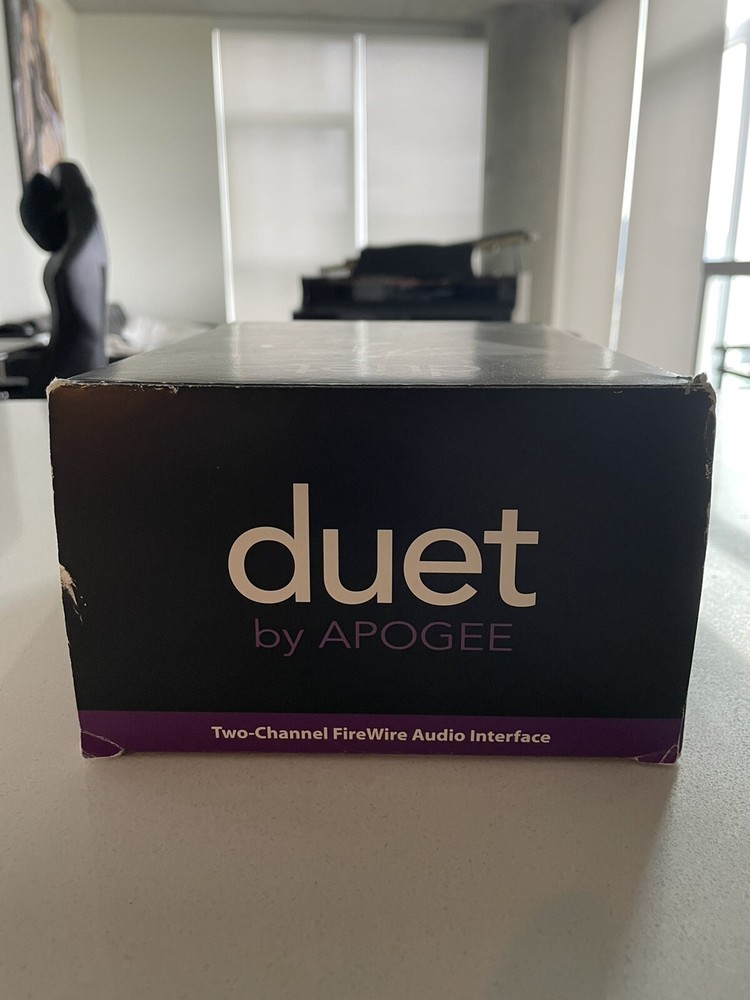 duet
by APOGEE
Two-Channel FireWire Audio Interface